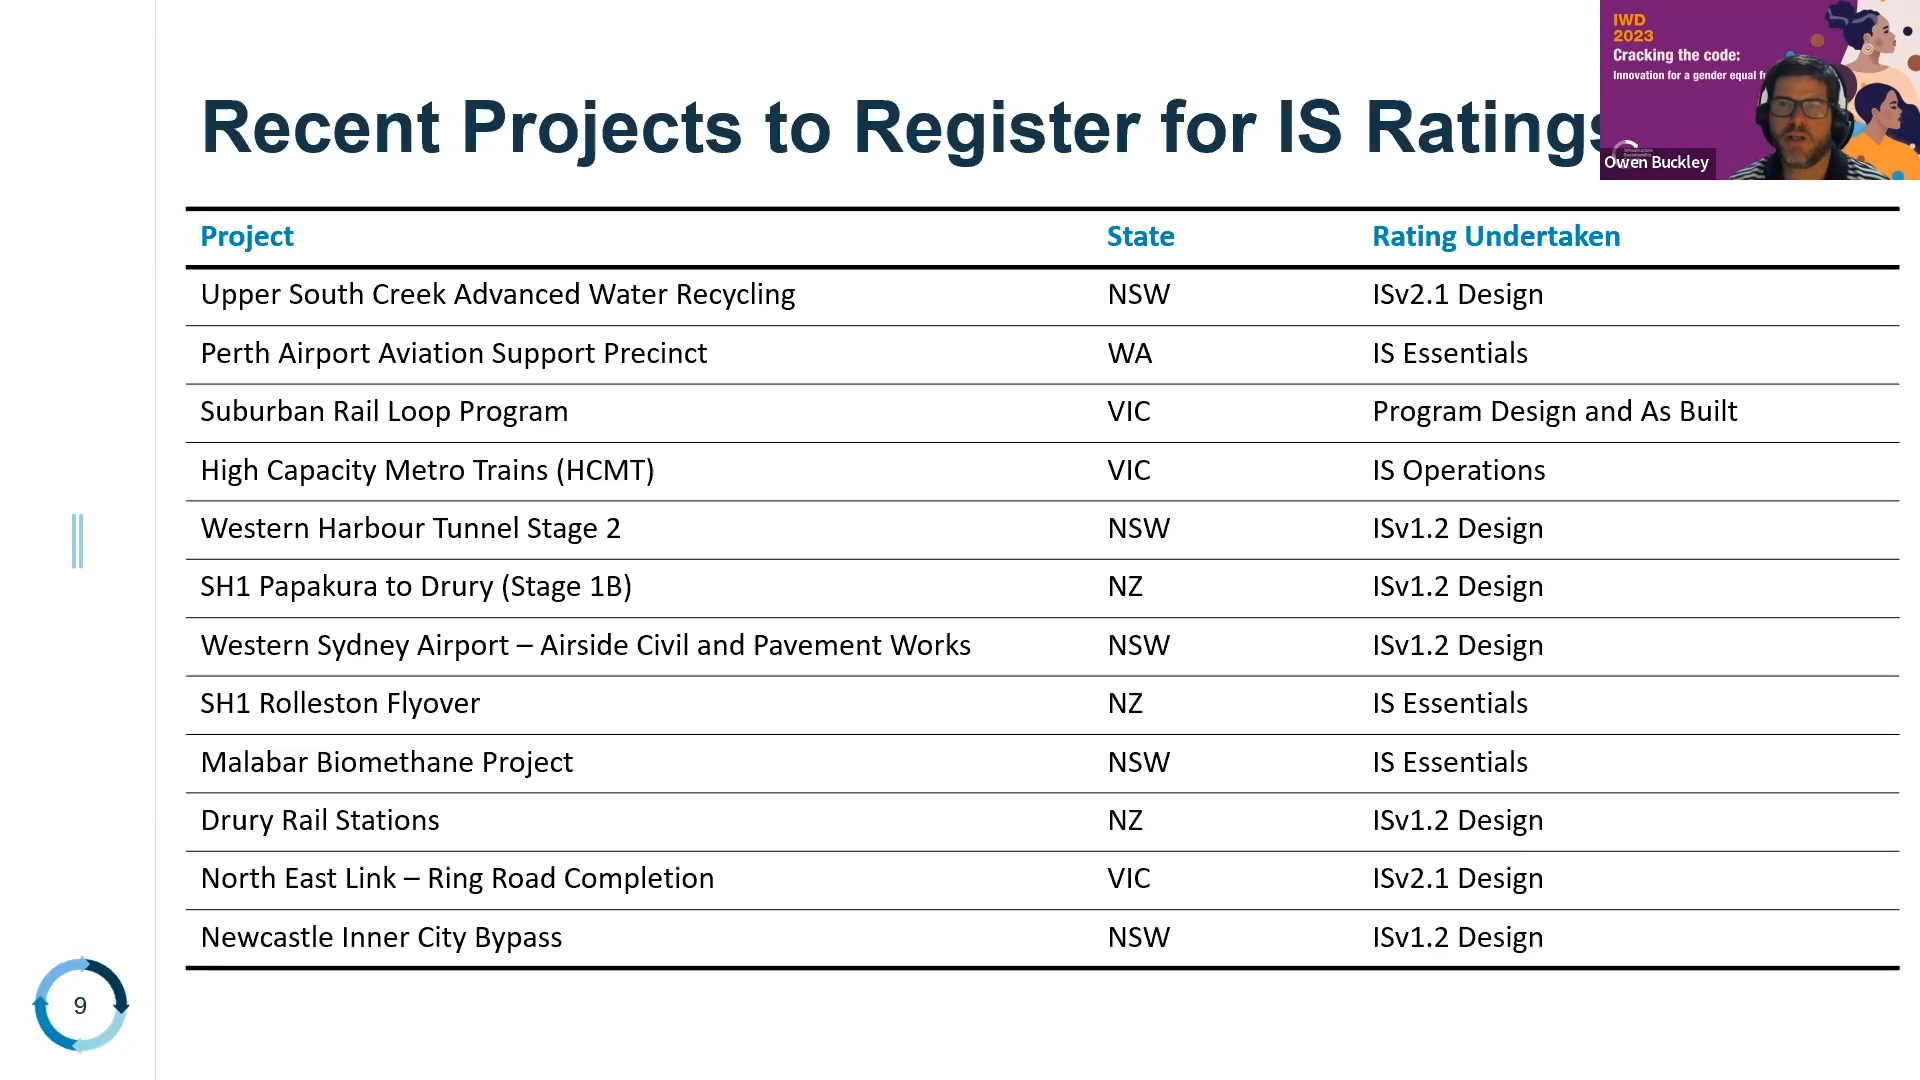 IWD
2023
Cracking the code:
Innovation for a gender equal
Owen Buckley
Recent Projects to Register for IS Ratings
Project State Rating Undertaken
Upper South Creek Advanced Water Recycling NSW ISv2.1 Design
Perth Airport Aviation Support Precinct WA IS Essentials
Suburban Rail Loop Program VIC Program Design and As Built
High Capacity Metro Trains (HCMT) VIC IS Operations
Western Harbour Tunnel Stage 2 NSW ISv1.2 Design
SH1 Papakura to Drury (Stage 1B) NZ ISv1.2 Design
Western Sydney Airport – Airside Civil and Pavement Works NSW ISv1.2 Design
SH1 Rolleston Flyover NZ IS Essentials
Malabar Biomethane Project NSW IS Essentials
Drury Rail Stations NZ ISv1.2 Design
North East Link – Ring Road Completion VIC ISv2.1 Design
Newcastle Inner City Bypass NSW ISv1.2 Design
9